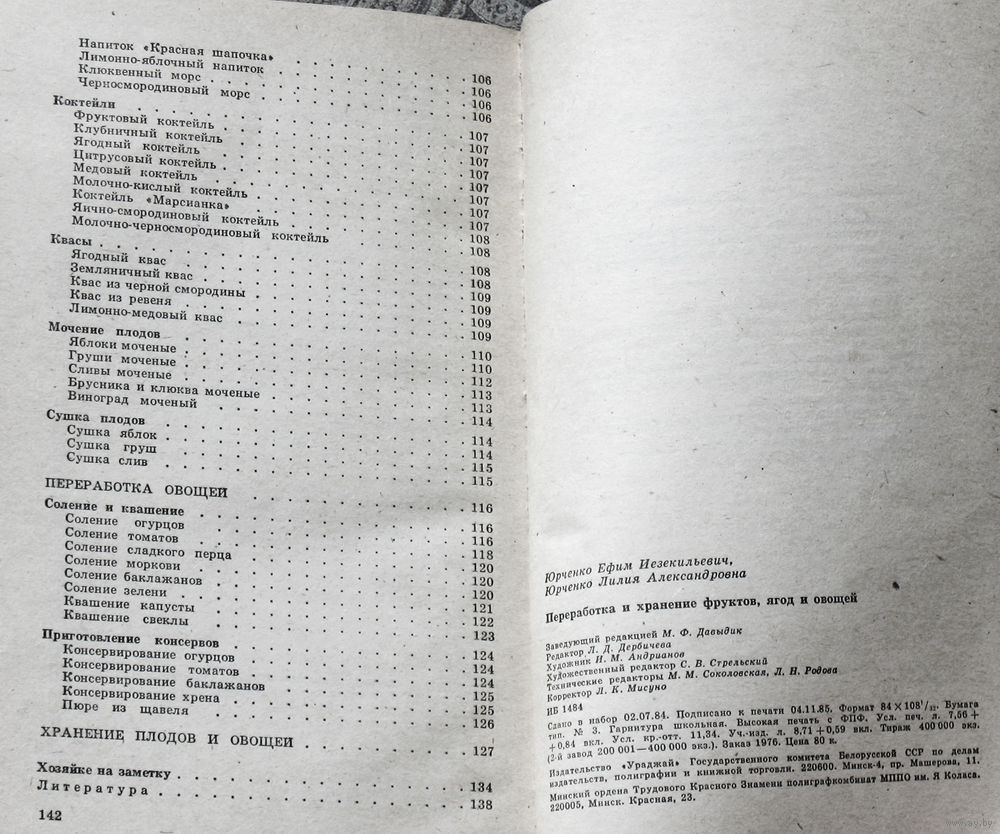 Напиток «Красная шапочка» 106
Лимонно-яблочный напиток 106
Клюквенный морс 106
Черносмородиновый морс 106
Коктейли 107
Фруктовый коктейль 107
Клубничный коктейль 107
Ягодный коктейль 107
Цитрусовый коктейль 107
Медовый коктейль 107
Молочно-кислый коктейль 107
Коктейль «Марсианка» 107
Яично-смородиновый коктейль 108
Молочно-черносмородиновый коктейль 108
Квасы 108
Ягодный квас 108
Земляничный квас 109
Квас из черной смородины 109
Квас из ревеня 109
Лимонно-медовый квас 109
Мочение плодов 110
Яблоки моченые 110
Груши моченые 112
Сливы моченые 113
Брусника и клюква моченые 113
Виноград моченый 114
Сушка плодов 114
Сушка яблок 114
Сушка груш 115
Сушка слив 115
ПЕРЕРАБОТКА ОВОЩЕЙ 116
Соление и квашение 116
Соление огурцов 116
Соление томатов 118
Соление сладкого перца 120
Соление моркови 120
Соление баклажанов 120
Соление зелени 121
Квашение капусты 122
Квашение свеклы 123
Приготовление консервов 124
Консервирование огурцов 124
Консервирование томатов 124
Консервирование баклажанов 125
Консервирование хрена 125
Пюре из щавеля 126
ХРАНЕНИЕ ПЛОДОВ И ОВОЩЕЙ 127
Хозяйке на заметку 134
Литература 138
142
Юрченко Ефим Иезекильевич,
Юрченко Лилия Александровна
Переработка и хранение фруктов, ягод и овощей
Заведующий редакцией М. Ф. Давыдик
Редактор Л. Д. Дербичева
Художник И. М. Андрианов
Художественный редактор С. В. Стрельский
Технические редакторы М. М. Соколовская, Л. Н. Родова
Корректор Л. К. Мисуно
ИБ 1484
Сдано в набор 02.07.84. Подписано к печати 04.11.85. Формат 84×108¹/₃₂. Бумага
тип. № 3. Гарнитура школьная. Высокая печать с ФПФ. Усл. печ. л. 7,56+
+0,84 вкл. Усл. кр.-отт. 11,34. Уч.-изд. л. 8,71+0,59 вкл. Тираж 400 000 экз.
(2-й завод 200 001—400 000 экз.). Заказ 1976. Цена 80 к.
Издательство «Ураджай» Государственного комитета Белорусской ССР по делам
издательств, полиграфии и книжной торговли. 220600. Минск-4, пр. Машерова, 11.
Минский ордена Трудового Красного Знамени полиграфкомбинат МППО им. Я Коласа.
220005, Минск. Красная, 23.
www.ay.by